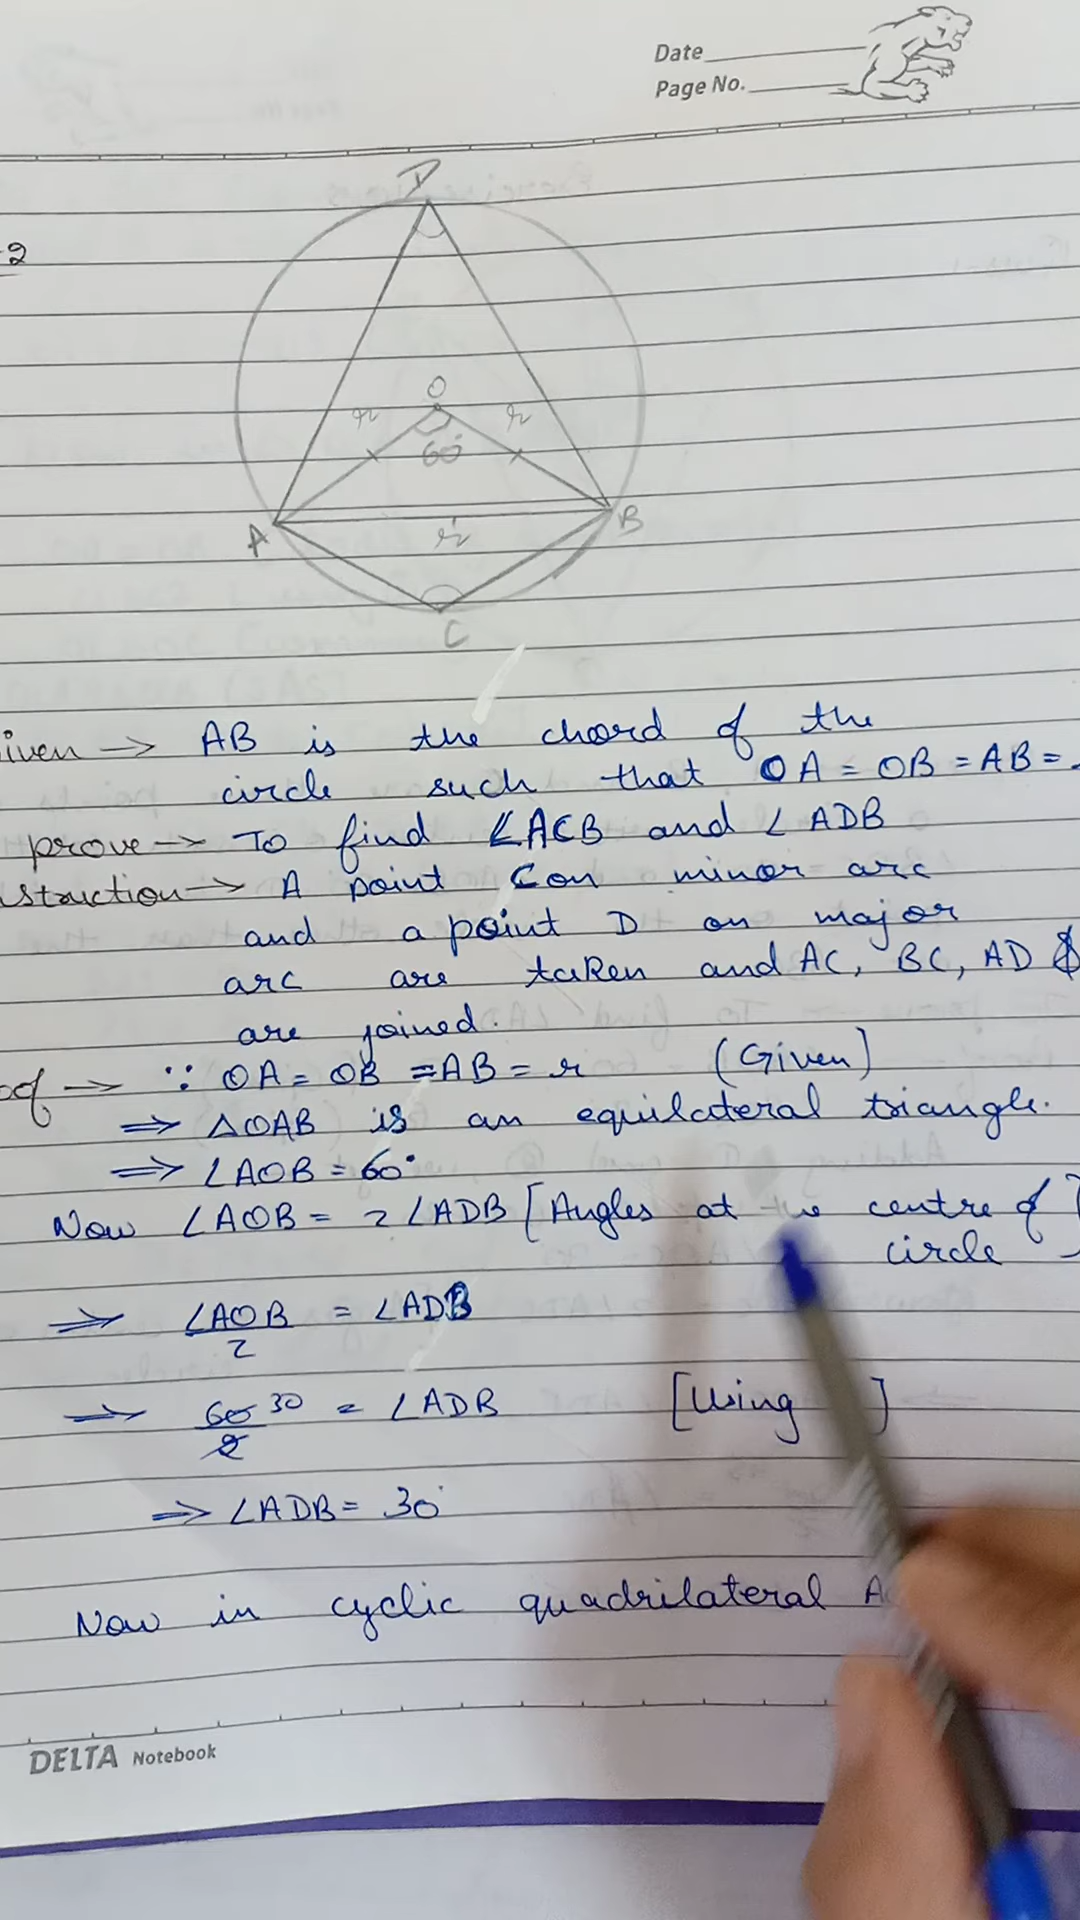 Date
Page No.
2
D
O
r r
60°
A B
r
C
iven → AB is the chord of the
circle such that OA = OB = AB =
prove → To find ∠ACB and ∠ADB
struction → A point C on minor arc
and a point D on major
arc are taken and AC, BC, AD &
are joined.
of → ∵ OA = OB = AB = r (Given)
⇒ △OAB is an equilateral triangle.
⇒ ∠AOB = 60°
Now ∠AOB = 2 ∠ADB [Angles at the centre of
circle ]
⇒ ∠AOB/2 = ∠ADB
⇒ 60/2 30 = ∠ADB [Using ]
⇒ ∠ADB = 30°
Now in cyclic quadrilateral A
DELTA Notebook